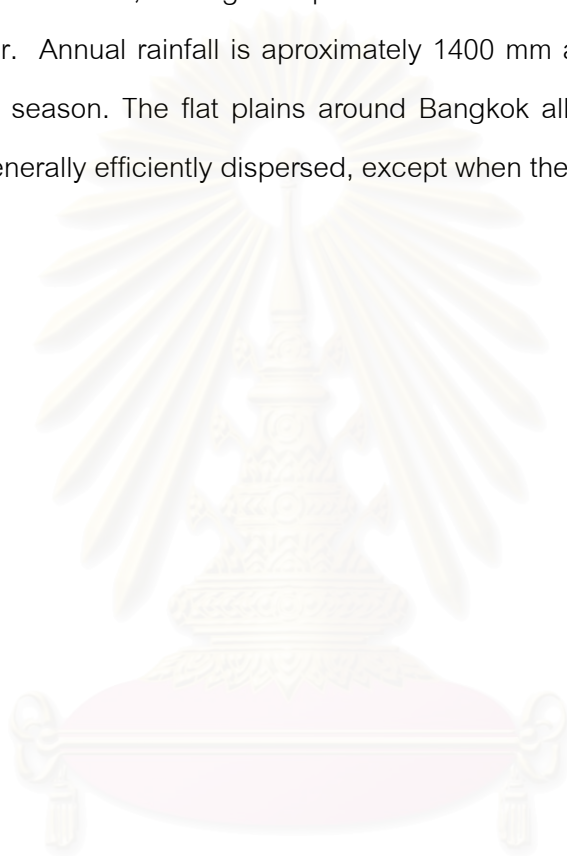 r. Annual rainfall is aproximately 1400 mm
season. The flat plains around Bangkok all
enerally efficiently dispersed, except when the